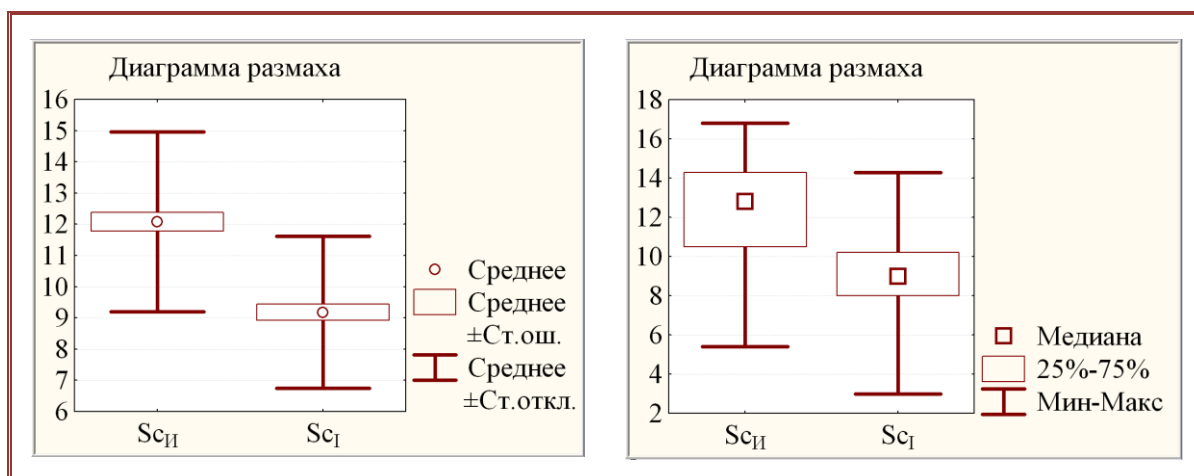 Диаграмма размаха
16
15
14
13
12
11
10
9
8
7
6
Sc_И Sc_I
Среднее
Среднее
±Ст.ош.
Среднее
±Ст.откл.
Диаграмма размаха
18
16
14
12
10
8
6
4
2
Sc_И Sc_I
Медиана
25%-75%
Мин-Макс